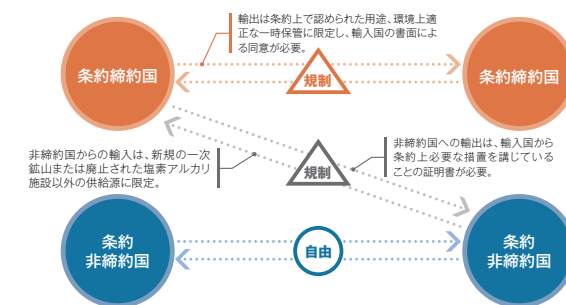 輸出は条約上で認められた用途、環境上適
正な一時保管に限定し、輸入国の書面によ
る同意が必要。
条約締約国
規制
条約締約国
非締約国からの輸入は、新規の一次
鉱山または廃止された塩素アルカリ
施設以外の供給源に限定。
規制
非締約国への輸出は、輸入国から
条約上必要な措置を講じている
ことの証明書が必要。
条約
非締約国
自由
条約
非締約国